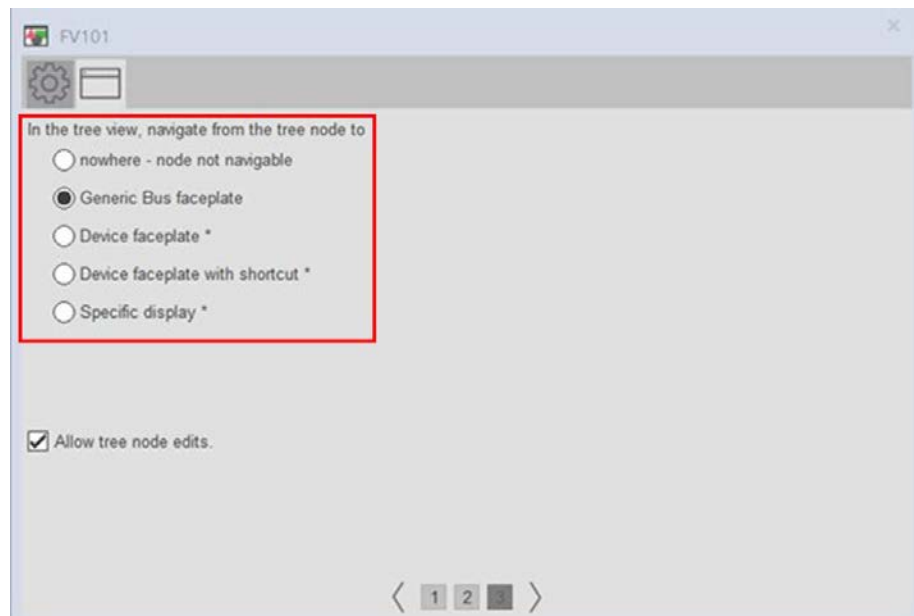 FV101
In the tree view, navigate from the tree node to
nowhere - node not navigable
Generic Bus faceplate
Device faceplate *
Device faceplate with shortcut *
Specific display *
Allow tree node edits.
1 2 3